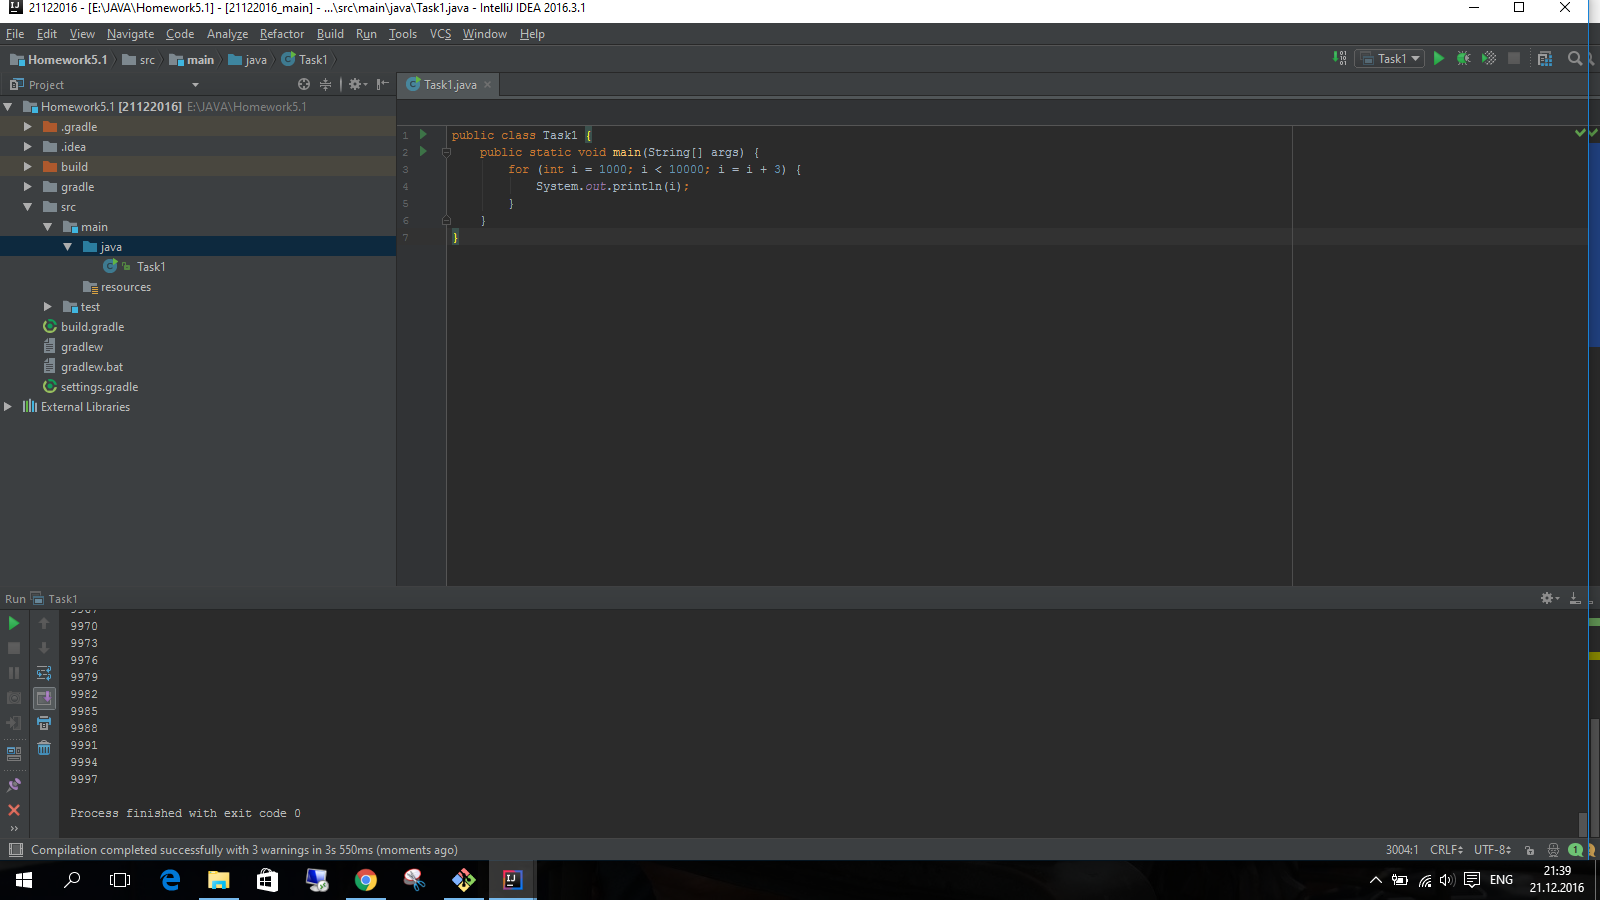 21122016 - [E:\JAVA\Homework5.1] - [21122016_main] - ...\src\main\java\Task1.java - IntelliJ IDEA 2016.3.1
File Edit View Navigate Code Analyze Refactor Build Run Tools VCS Window Help
Homework5.1 src main java Task1
Task1
Project
Task1.java
Homework5.1 [21122016] E:\JAVA\Homework5.1
.gradle
.idea
build
gradle
src
main
java
Task1
resources
test
build.gradle
gradlew
gradlew.bat
settings.gradle
External Libraries
1 public class Task1 {
2 public static void main(String[] args) {
3 for (int i = 1000; i < 10000; i = i + 3) {
4 System.out.println(i);
5 }
6 }
7 }
Run Task1
9970
9973
9976
9979
9982
9985
9988
9991
9994
9997
Process finished with exit code 0
Compilation completed successfully with 3 warnings in 3s 550ms (moments ago)
3004:1 CRLF UTF-8 1
ENG
21:39
21.12.2016